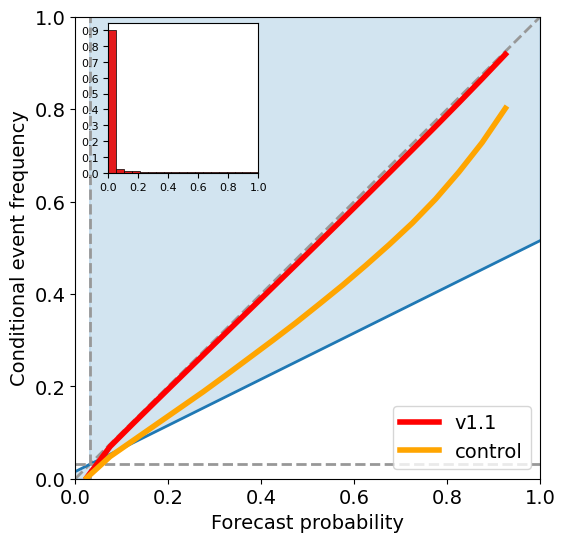 1.0
0.8
0.6
0.4
0.2
0.0
Conditional event frequency
0.9
0.8
0.7
0.6
0.5
0.4
0.3
0.2
0.1
0.0
0.0 0.2 0.4 0.6 0.8 1.0
v1.1
control
0.0 0.2 0.4 0.6 0.8 1.0
Forecast probability